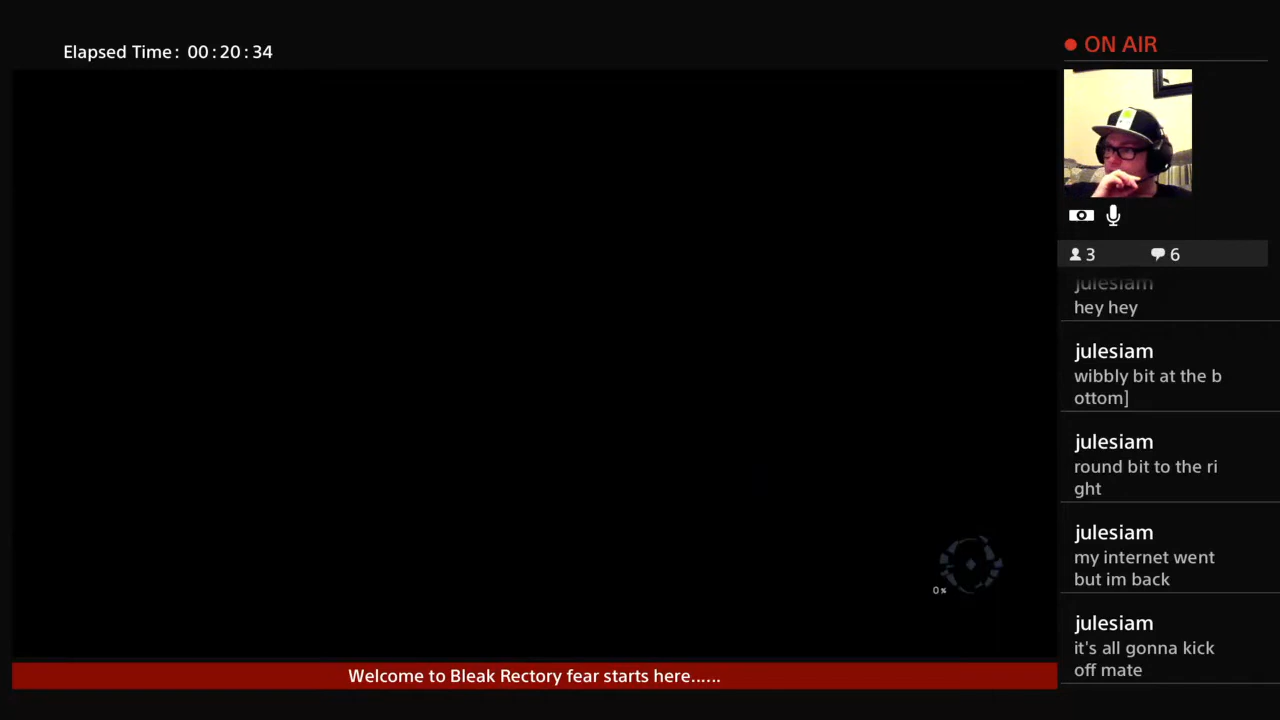 Elapsed Time: 00:20:34
ON AIR
3
6
julesiam
hey hey
julesiam
wibbly bit at the b
ottom]
julesiam
round bit to the ri
ght
julesiam
my internet went
but im back
julesiam
it's all gonna kick
off mate
0%
Welcome to Bleak Rectory fear starts here......